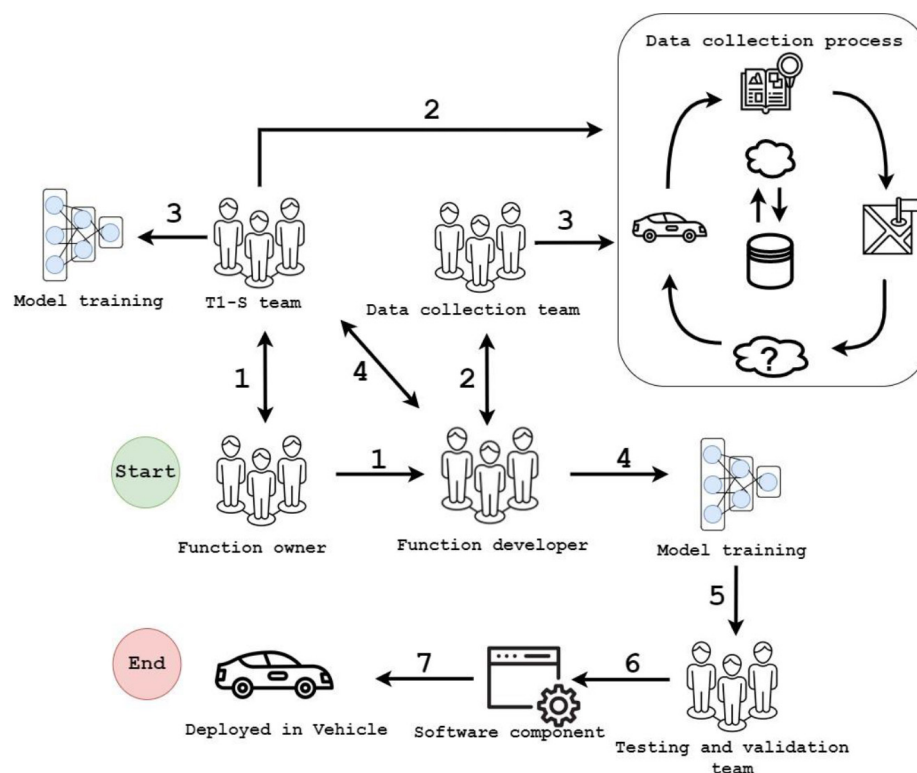 Data collection process
2
3
3
Model training
T1-S team
Data collection team
1
4
2
?
Start
1
4
Function owner
Function developer
Model training
5
End
7
6
Deployed in Vehicle
Software component
Testing and validation
team